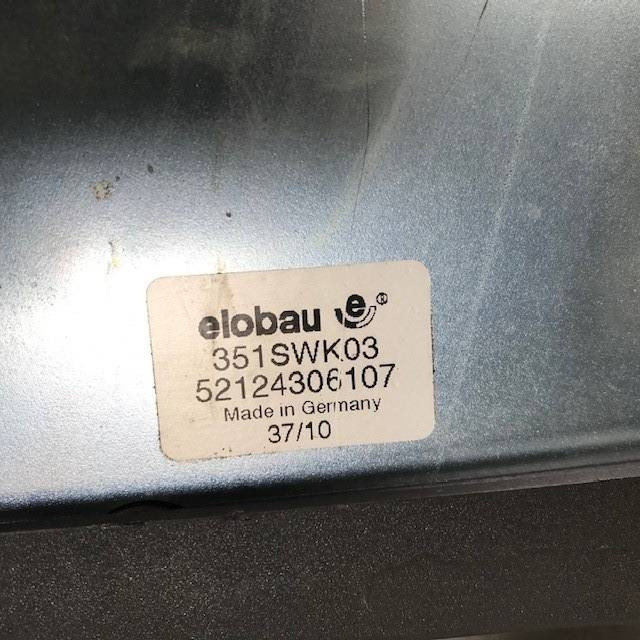 elobau e®
351SWK03
52124306107
Made in Germany
37/10